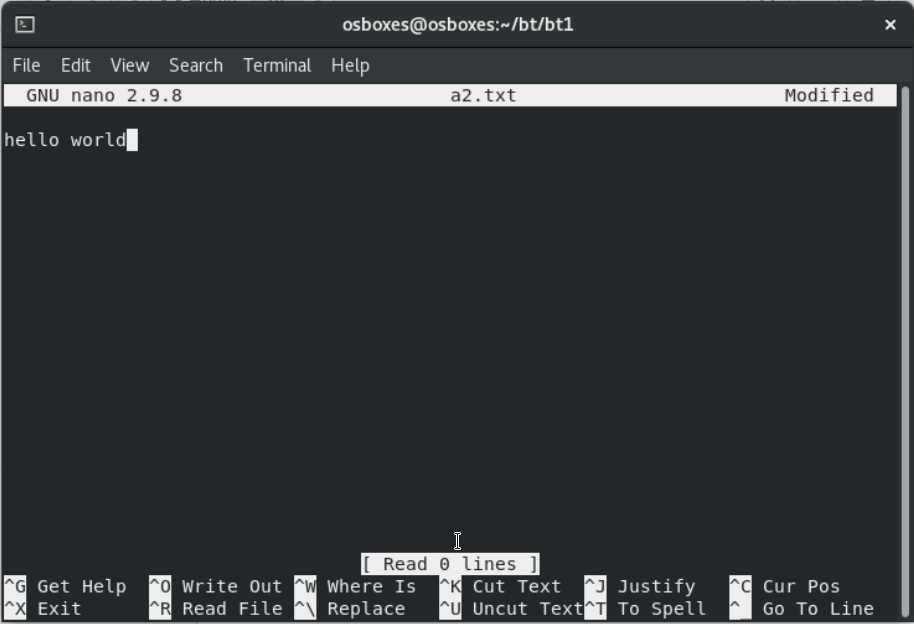 osboxes@osboxes:~/bt/bt1
File Edit View Search Terminal Help
GNU nano 2.9.8 a2.txt Modified
hello world
[ Read 0 lines ]
^G Get Help ^O Write Out ^W Where Is ^K Cut Text ^J Justify ^C Cur Pos
^X Exit ^R Read File ^\ Replace ^U Uncut Text ^T To Spell ^_ Go To Line